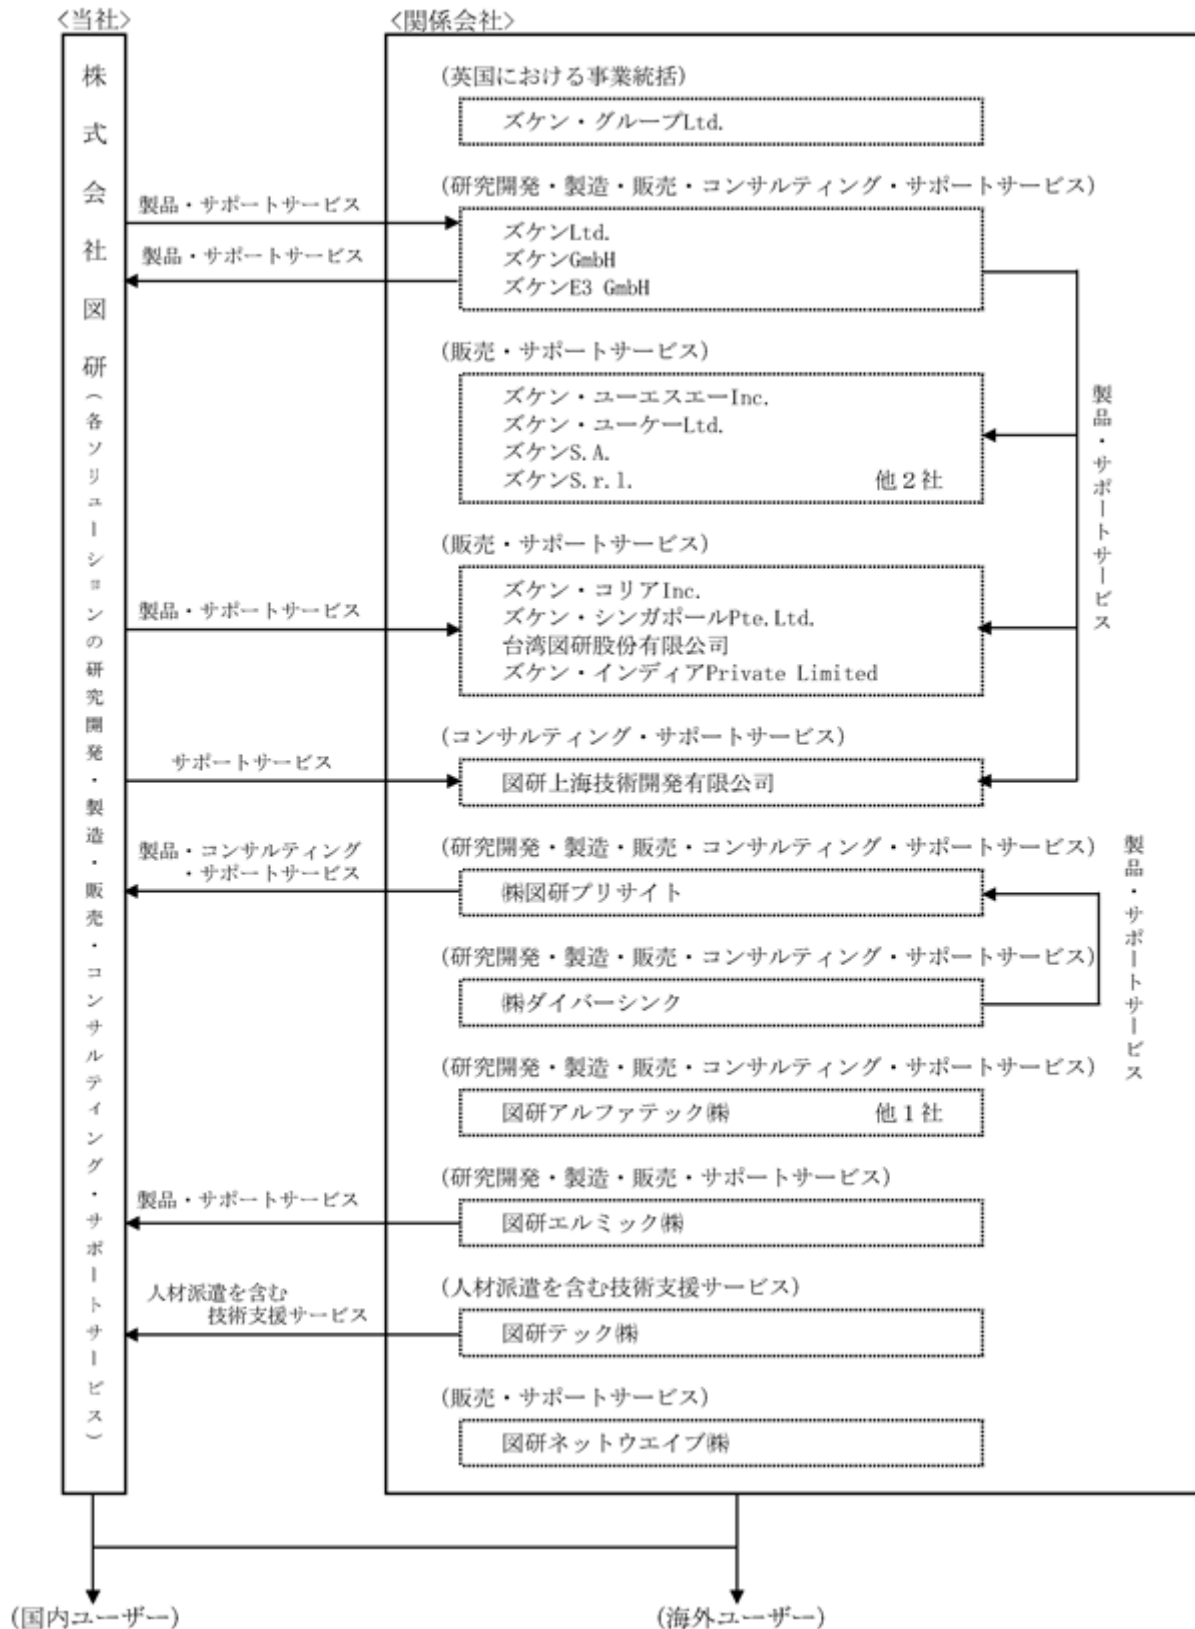 <当社>
株式会社図研(各ソリューションの研究開発・製造・販売・コンサルティング・サポートサービス)
<関係会社>
(英国における事業統括)
ズケン・グループLtd.
(研究開発・製造・販売・コンサルティング・サポートサービス)
製品・サポートサービス
製品・サポートサービス
ズケンLtd.
ズケンGmbH
ズケンE3 GmbH
(販売・サポートサービス)
ズケン・ユーエスエーInc.
ズケン・ユーケーLtd.
ズケンS.A.
ズケンS.r.l. 他2社
製品・サポートサービス
(販売・サポートサービス)
製品・サポートサービス
ズケン・コリアInc.
ズケン・シンガポールPte.Ltd.
台湾図研股份有限公司
ズケン・インディアPrivate Limited
(コンサルティング・サポートサービス)
サポートサービス
図研上海技術開発有限公司
(研究開発・製造・販売・コンサルティング・サポートサービス)
製品・コンサルティング
・サポートサービス
㈱図研プリサイト
製品・サポートサービス
(研究開発・製造・販売・コンサルティング・サポートサービス)
㈱ダイバーシンク
(研究開発・製造・販売・コンサルティング・サポートサービス)
図研アルファテック㈱ 他1社
(研究開発・製造・販売・サポートサービス)
製品・サポートサービス
図研エルミック㈱
(人材派遣を含む技術支援サービス)
人材派遣を含む
技術支援サービス
図研テック㈱
(販売・サポートサービス)
図研ネットウエイブ㈱
(国内ユーザー)
(海外ユーザー)